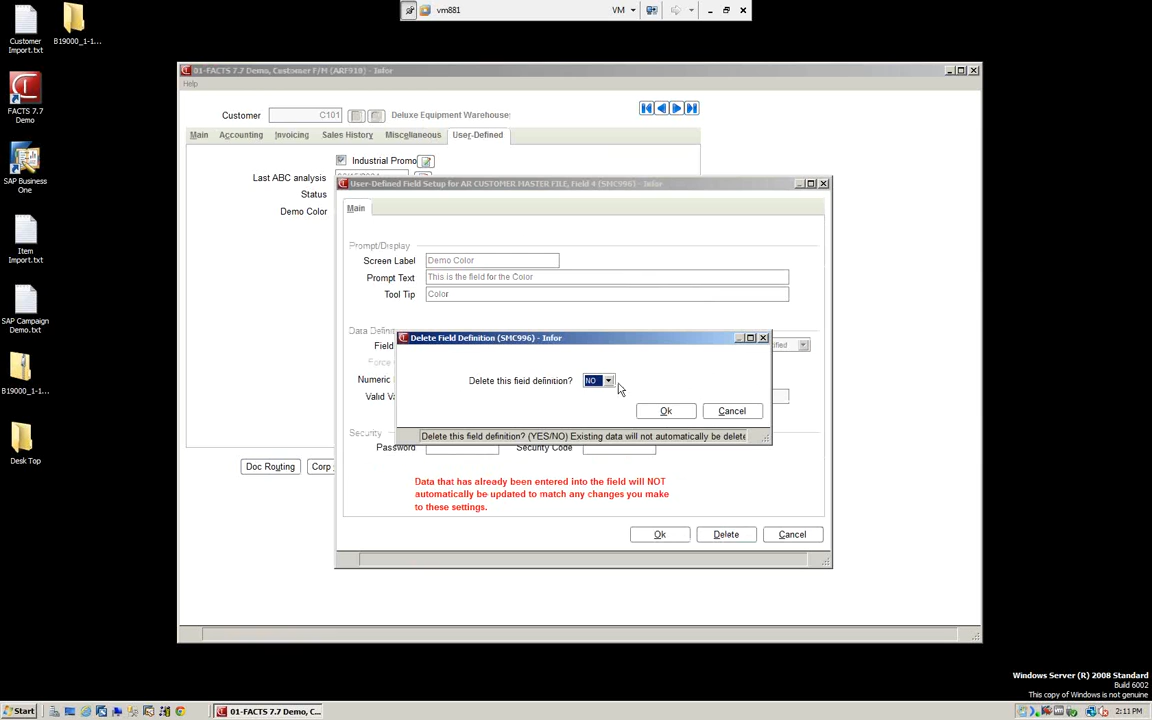 vm881
VM
Customer
Import.txt
B19000_1-1...
FACTS 7.7
Demo
SAP Business
One
Item
Import.txt
SAP Campaign
Demo.txt
B19000_1-1...
Desk Top
01-FACTS 7.7 Demo, Customer F/M (ARF910) - Infor
Help
Customer C101 Deluxe Equipment Warehouse
Main Accounting Invoicing Sales History Miscellaneous User-Defined
Industrial Promo
Last ABC analysis
Status
Demo Color
Doc Routing Corp
User-Defined Field Setup for AR CUSTOMER MASTER FILE, Field 4 (SMC996) - Infor
Main
Prompt/Display
Screen Label Demo Color
Prompt Text This is the field for the Color
Tool Tip Color
Data Defini
Field
Force
Numeric
Valid Va
Security
Password Security Code
Data that has already been entered into the field will NOT
automatically be updated to match any changes you make
to these settings.
Ok Delete Cancel
Delete Field Definition (SMC996) - Infor
Delete this field definition? NO
Ok Cancel
Delete this field definition? (YES/NO) Existing data will not automatically be delete
Windows Server (R) 2008 Standard
Build 6002
This copy of Windows is not genuine
Start 01-FACTS 7.7 Demo, C... 2:11 PM